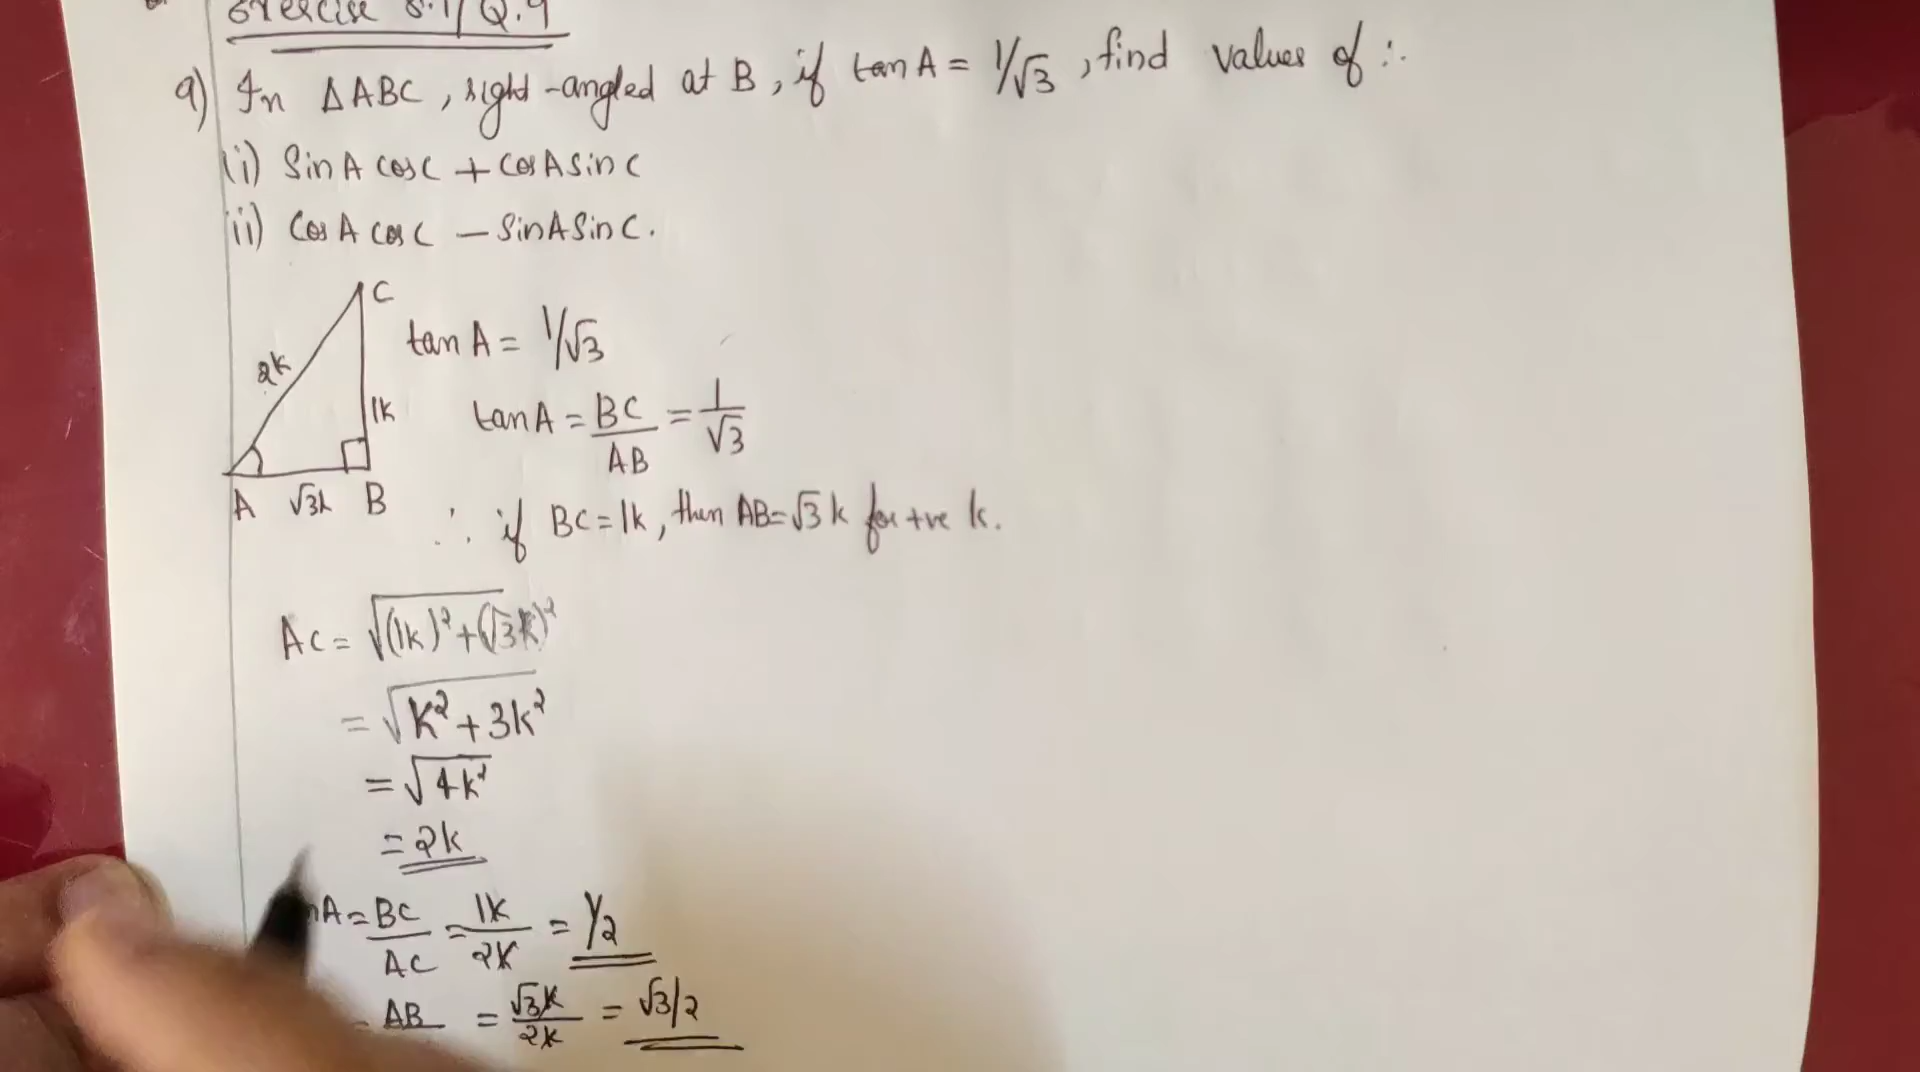 Exercise 8.1/Q.9
9) In ΔABC, right-angled at B, if tan A = 1/√3, find values of :.
(i) Sin A cos C + Cos A Sin C
ii) Cos A cos C – Sin A Sin C.
C
2k
1k
A √3k B
tan A = 1/√3
tan A = BC/AB = 1/√3
∴ if BC = 1k, then AB = √3 k for +ve k.
AC = √(1k)² + (√3k)²
= √K² + 3k²
= √4k²
= 2k
A = BC/AC = 1k/2k = 1/2
AB = √3k/2k = √3/2